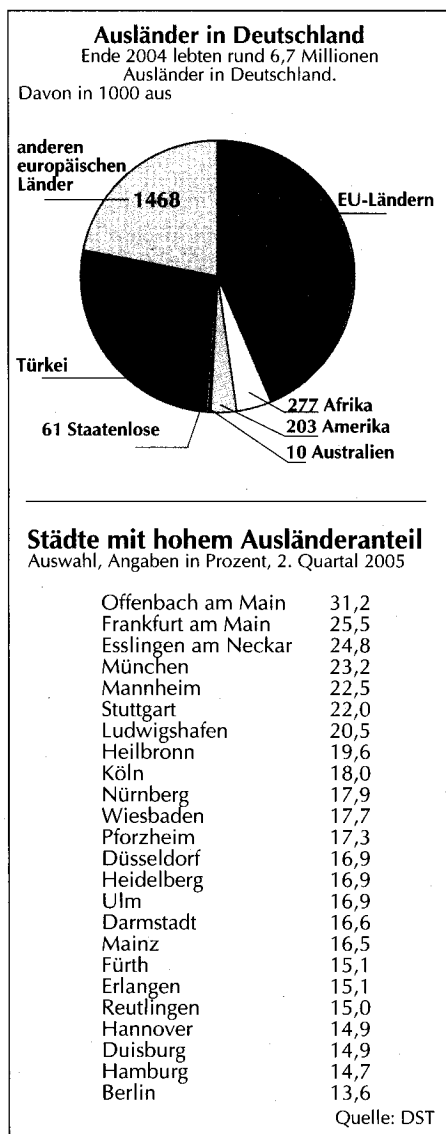 Ausländer in Deutschland
Ende 2004 lebten rund 6,7 Millionen
Ausländer in Deutschland.
Davon in 1000 aus
anderen
europäischen
Länder
1468
EU-Ländern
Türkei
277 Afrika
203 Amerika
61 Staatenlose
10 Australien
Städte mit hohem Ausländeranteil
Auswahl, Angaben in Prozent, 2. Quartal 2005
Offenbach am Main 31,2
Frankfurt am Main 25,5
Esslingen am Neckar 24,8
München 23,2
Mannheim 22,5
Stuttgart 22,0
Ludwigshafen 20,5
Heilbronn 19,6
Köln 18,0
Nürnberg 17,9
Wiesbaden 17,7
Pforzheim 17,3
Düsseldorf 16,9
Heidelberg 16,9
Ulm 16,9
Darmstadt 16,6
Mainz 16,5
Fürth 15,1
Erlangen 15,1
Reutlingen 15,0
Hannover 14,9
Duisburg 14,9
Hamburg 14,7
Berlin 13,6
Quelle: DST